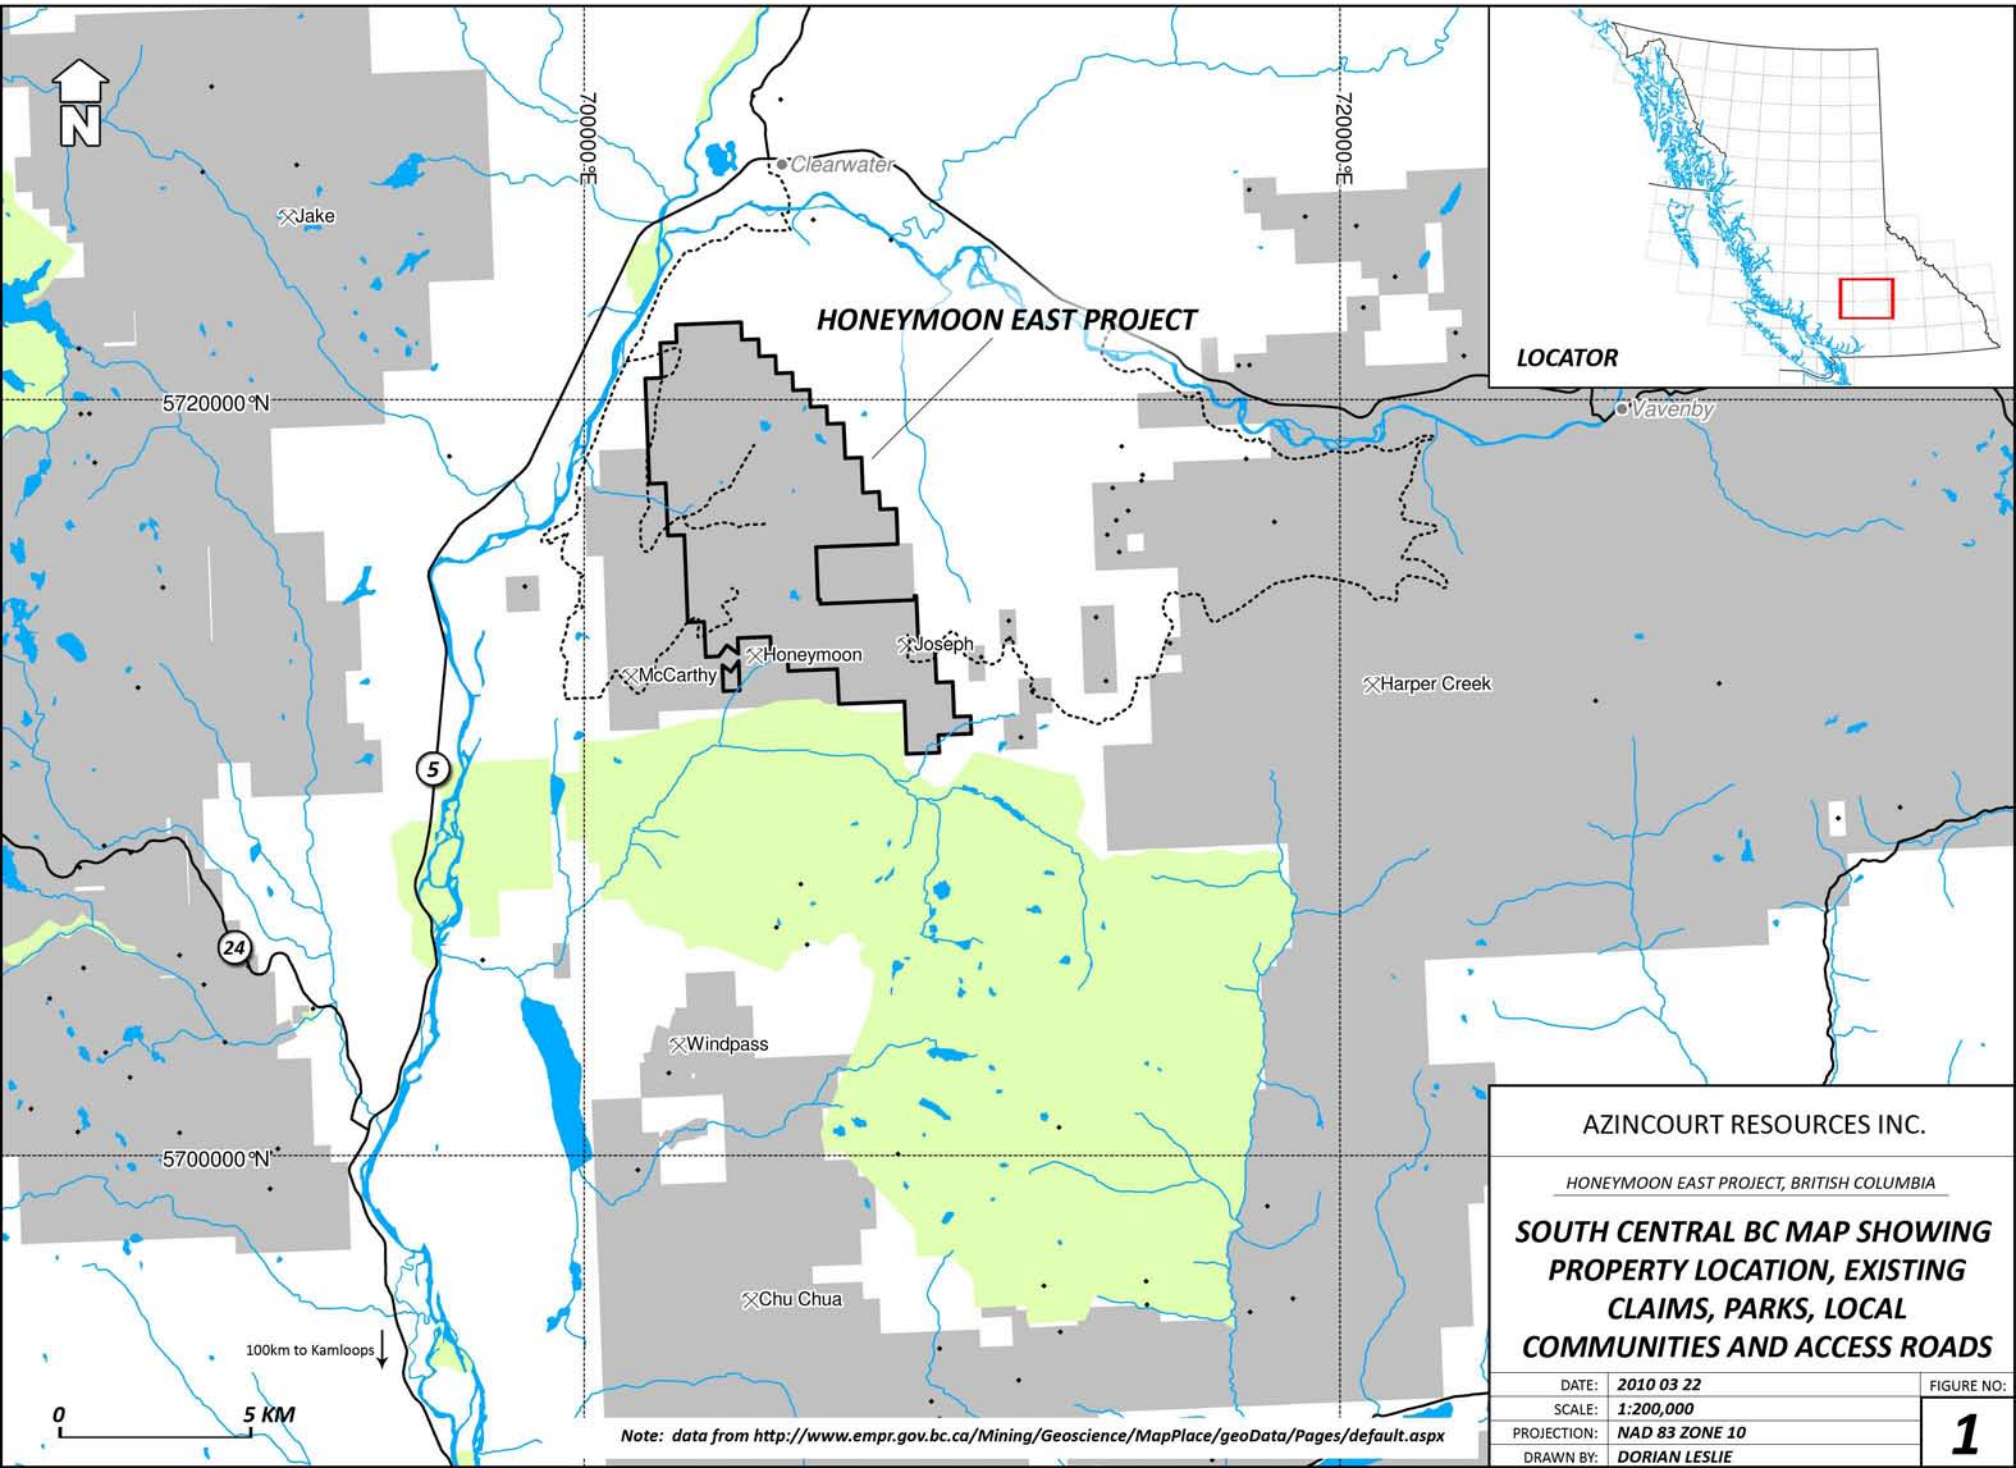 N
700000°E
720000°E
Clearwater
Jake
HONEYMOON EAST PROJECT
LOCATOR
5720000°N
Vavenby
Joseph
Honeymoon
McCarthy
Harper Creek
5
24
Windpass
5700000°N
Chu Chua
100km to Kamloops
0 5 KM
Note: data from http://www.empr.gov.bc.ca/Mining/Geoscience/MapPlace/geoData/Pages/default.aspx
AZINCOURT RESOURCES INC.
HONEYMOON EAST PROJECT, BRITISH COLUMBIA
SOUTH CENTRAL BC MAP SHOWING
PROPERTY LOCATION, EXISTING
CLAIMS, PARKS, LOCAL
COMMUNITIES AND ACCESS ROADS
DATE: 2010 03 22
SCALE: 1:200,000
PROJECTION: NAD 83 ZONE 10
DRAWN BY: DORIAN LESLIE
FIGURE NO:
1